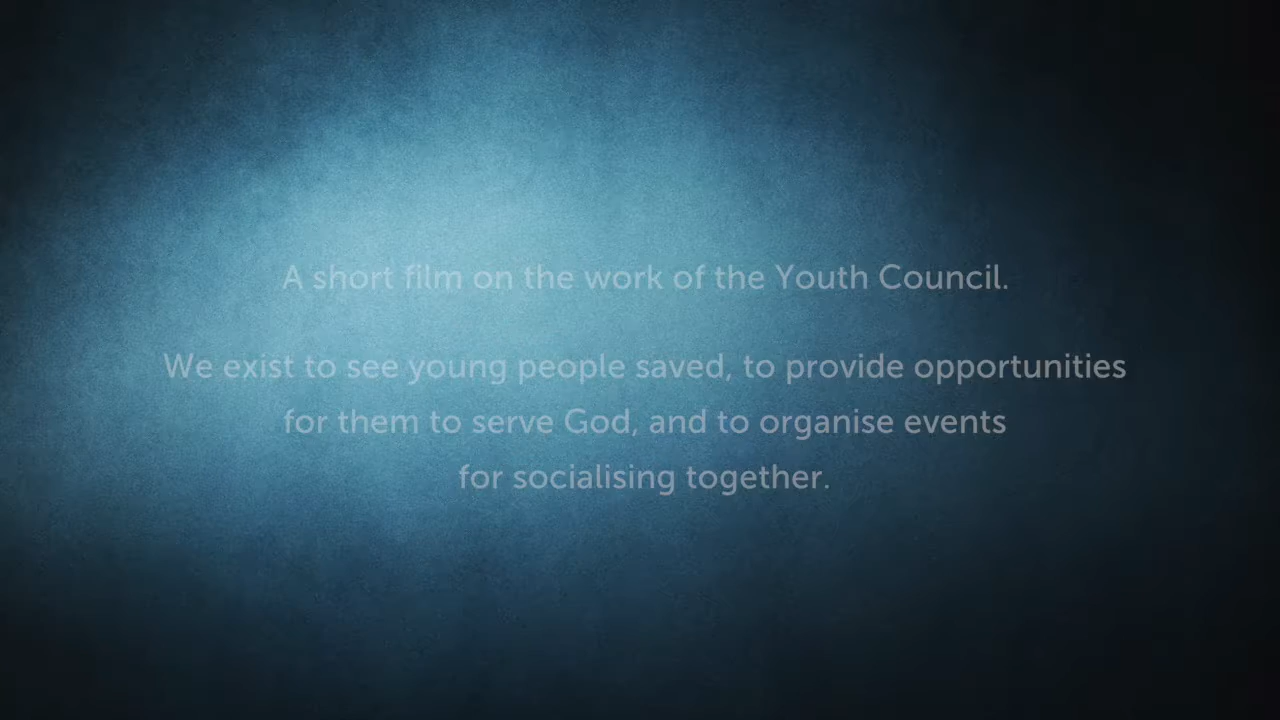 A short film on the work of the Youth Council.
We exist to see young people saved, to provide opportunities
for them to serve God, and to organise events
for socialising together.